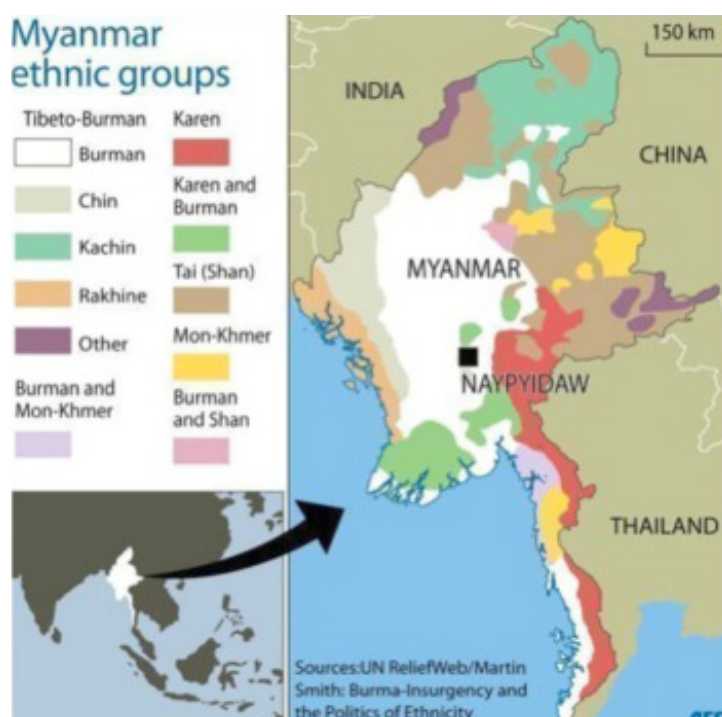 Myanmar
ethnic groups
Tibeto-Burman
Burman
Chin
Kachin
Rakhine
Other
Burman and
Mon-Khmer
Karen
Karen and
Burman
Tai (Shan)
Mon-Khmer
Burman
and Shan
150 km
INDIA
CHINA
MYANMAR
NAYPYIDAW
THAILAND
Sources:UN ReliefWeb/Martin
Smith: Burma-Insurgency and
the Politics of Ethnicity